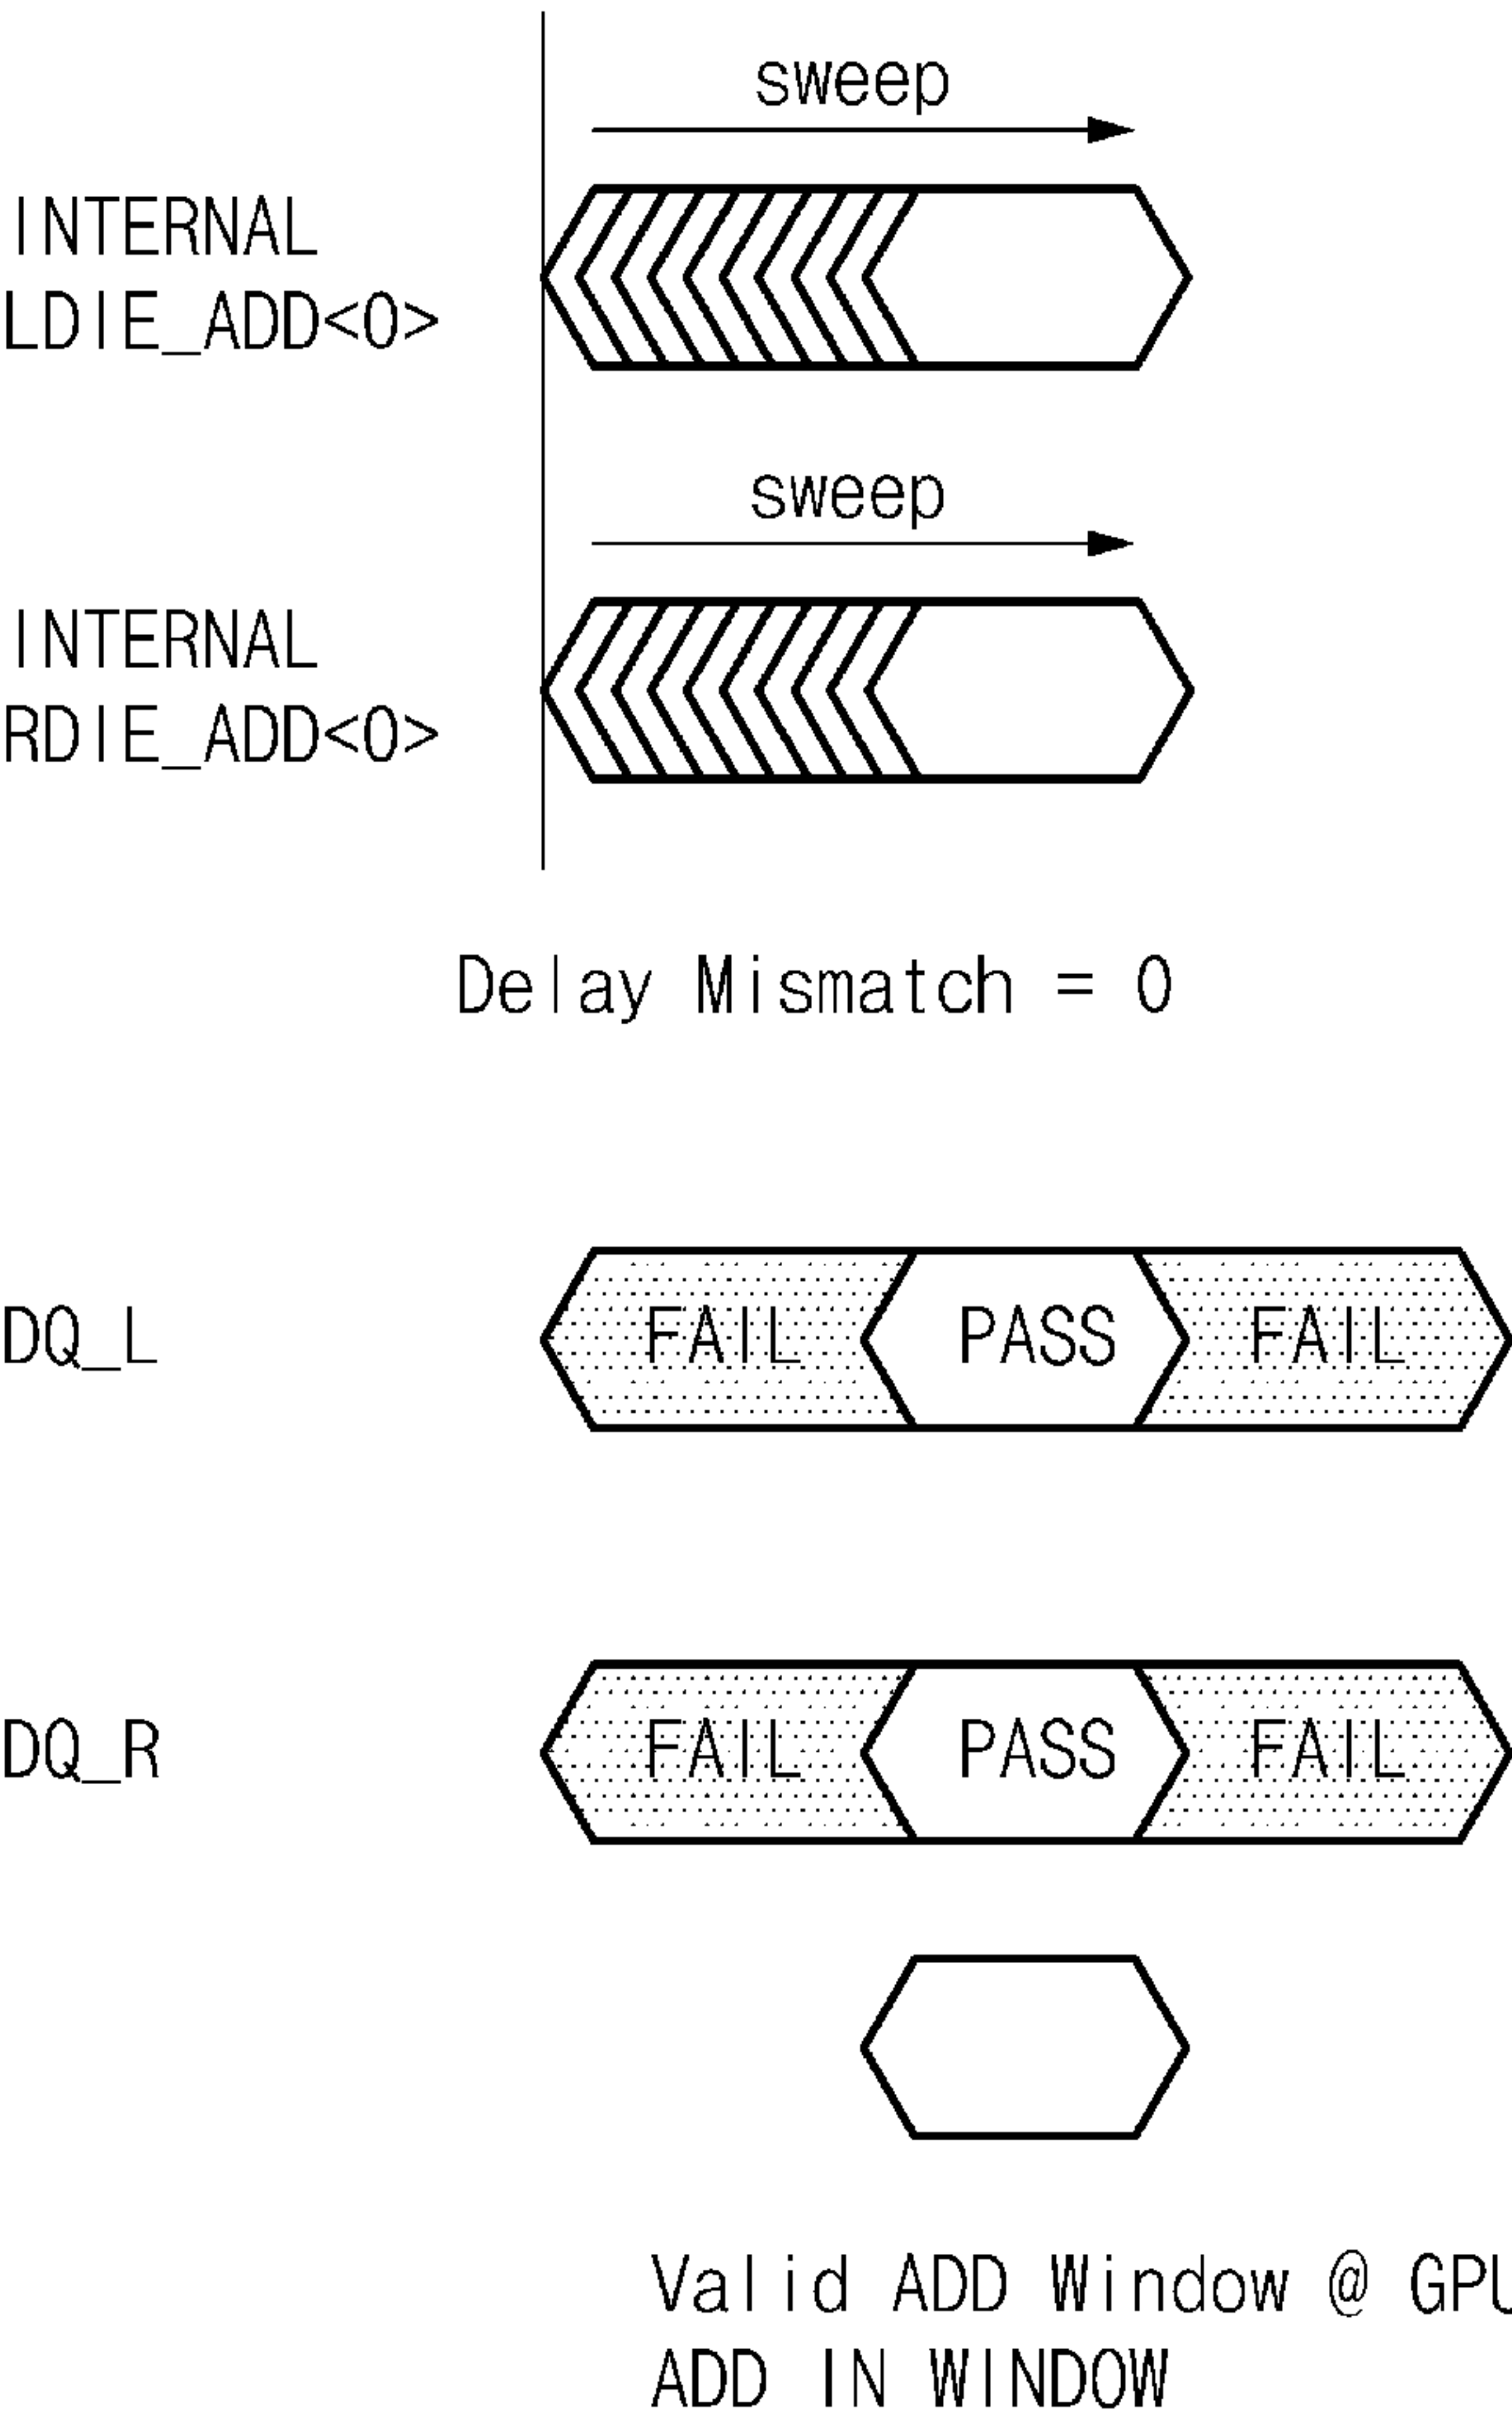 sweep
INTERNAL
LDIE_ADD<0>
sweep
INTERNAL
RDIE_ADD<0>
Delay Mismatch = 0
DQ_L FAIL PASS FAIL
DQ_R FAIL PASS FAIL
Valid ADD Window @ GPU
ADD IN WINDOW